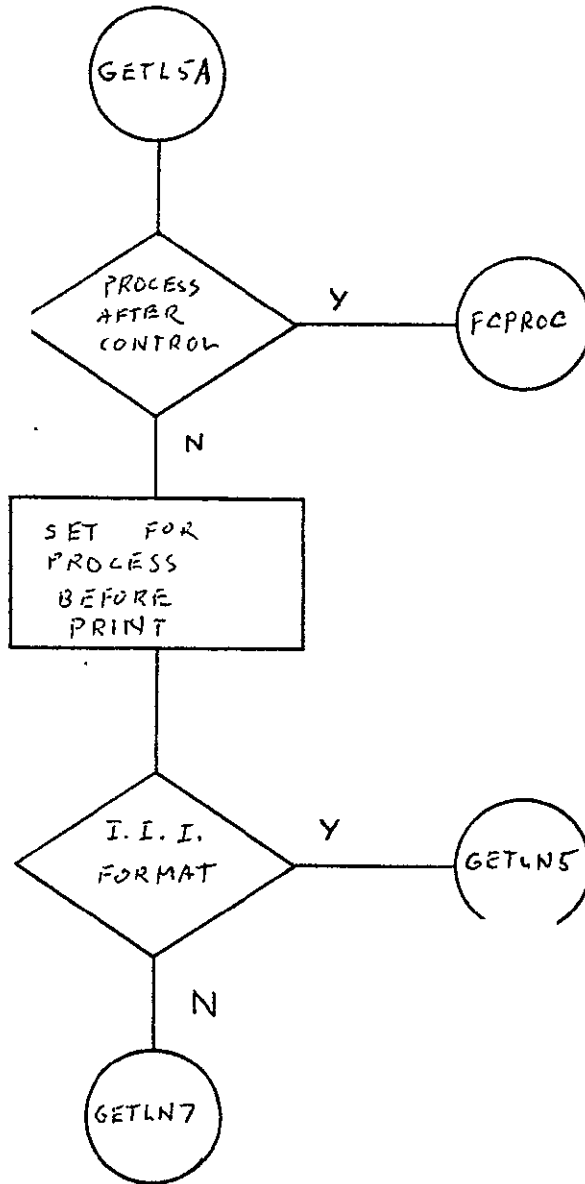 GETL5A
PROCESS
AFTER
CONTROL
Y
FCPROC
N
SET FOR
PROCESS
BEFORE
PRINT
I.I.I.
FORMAT
Y
GETLN5
N
GETLN7